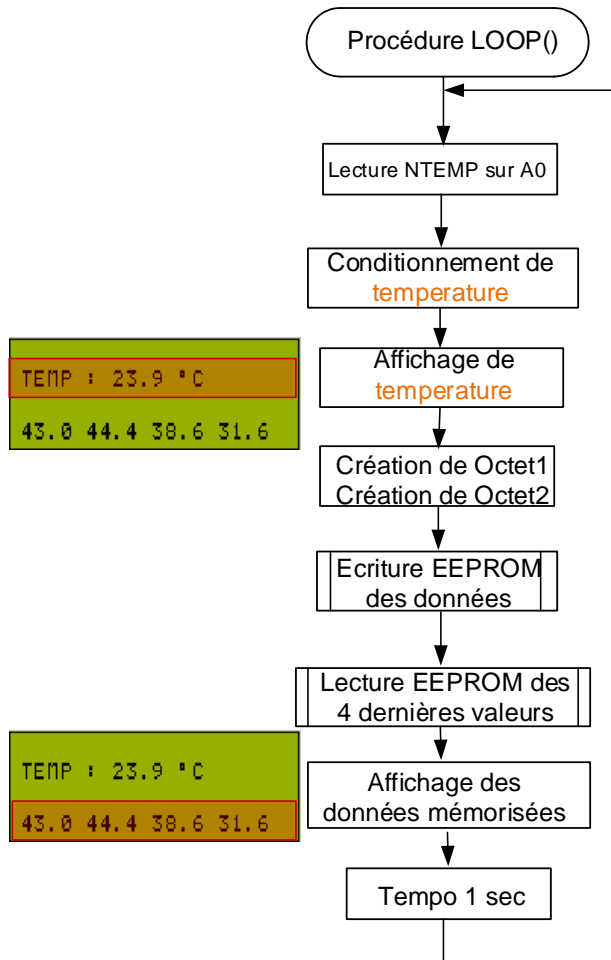 Procédure LOOP()
Lecture NTEMP sur A0
Conditionnement de
temperature
TEMP : 23.9 °C
43.0 44.4 38.6 31.6
Affichage de
temperature
Création de Octet1
Création de Octet2
Ecriture EEPROM
des données
Lecture EEPROM des
4 dernières valeurs
TEMP : 23.9 °C
43.0 44.4 38.6 31.6
Affichage des
données mémorisées
Tempo 1 sec